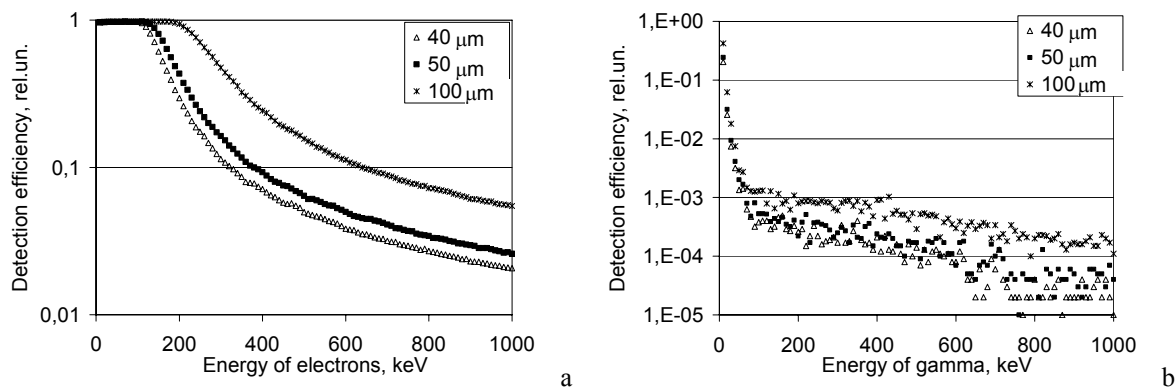 Detection efficiency, rel.un.
1
0,1
0,01
0 200 400 600 800 1000
Energy of electrons, keV
40 μm
50 μm
100 μm
a
Detection efficiency, rel.un.
1,E+00
1,E-01
1,E-02
1,E-03
1,E-04
1,E-05
0 200 400 600 800 1000
Energy of gamma, keV
40 μm
50 μm
100 μm
b